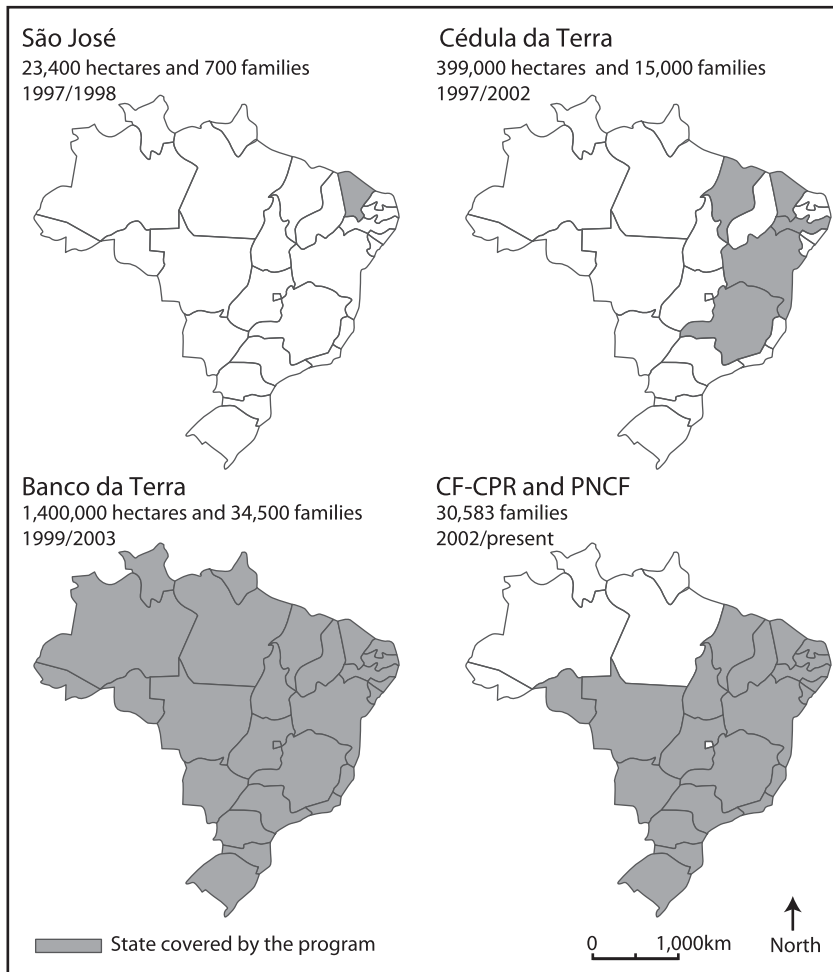 São José
23,400 hectares and 700 families
1997/1998
Cédula da Terra
399,000 hectares and 15,000 families
1997/2002
Banco da Terra
1,400,000 hectares and 34,500 families
1999/2003
CF-CPR and PNCF
30,583 families
2002/present
State covered by the program
0 1,000km
North